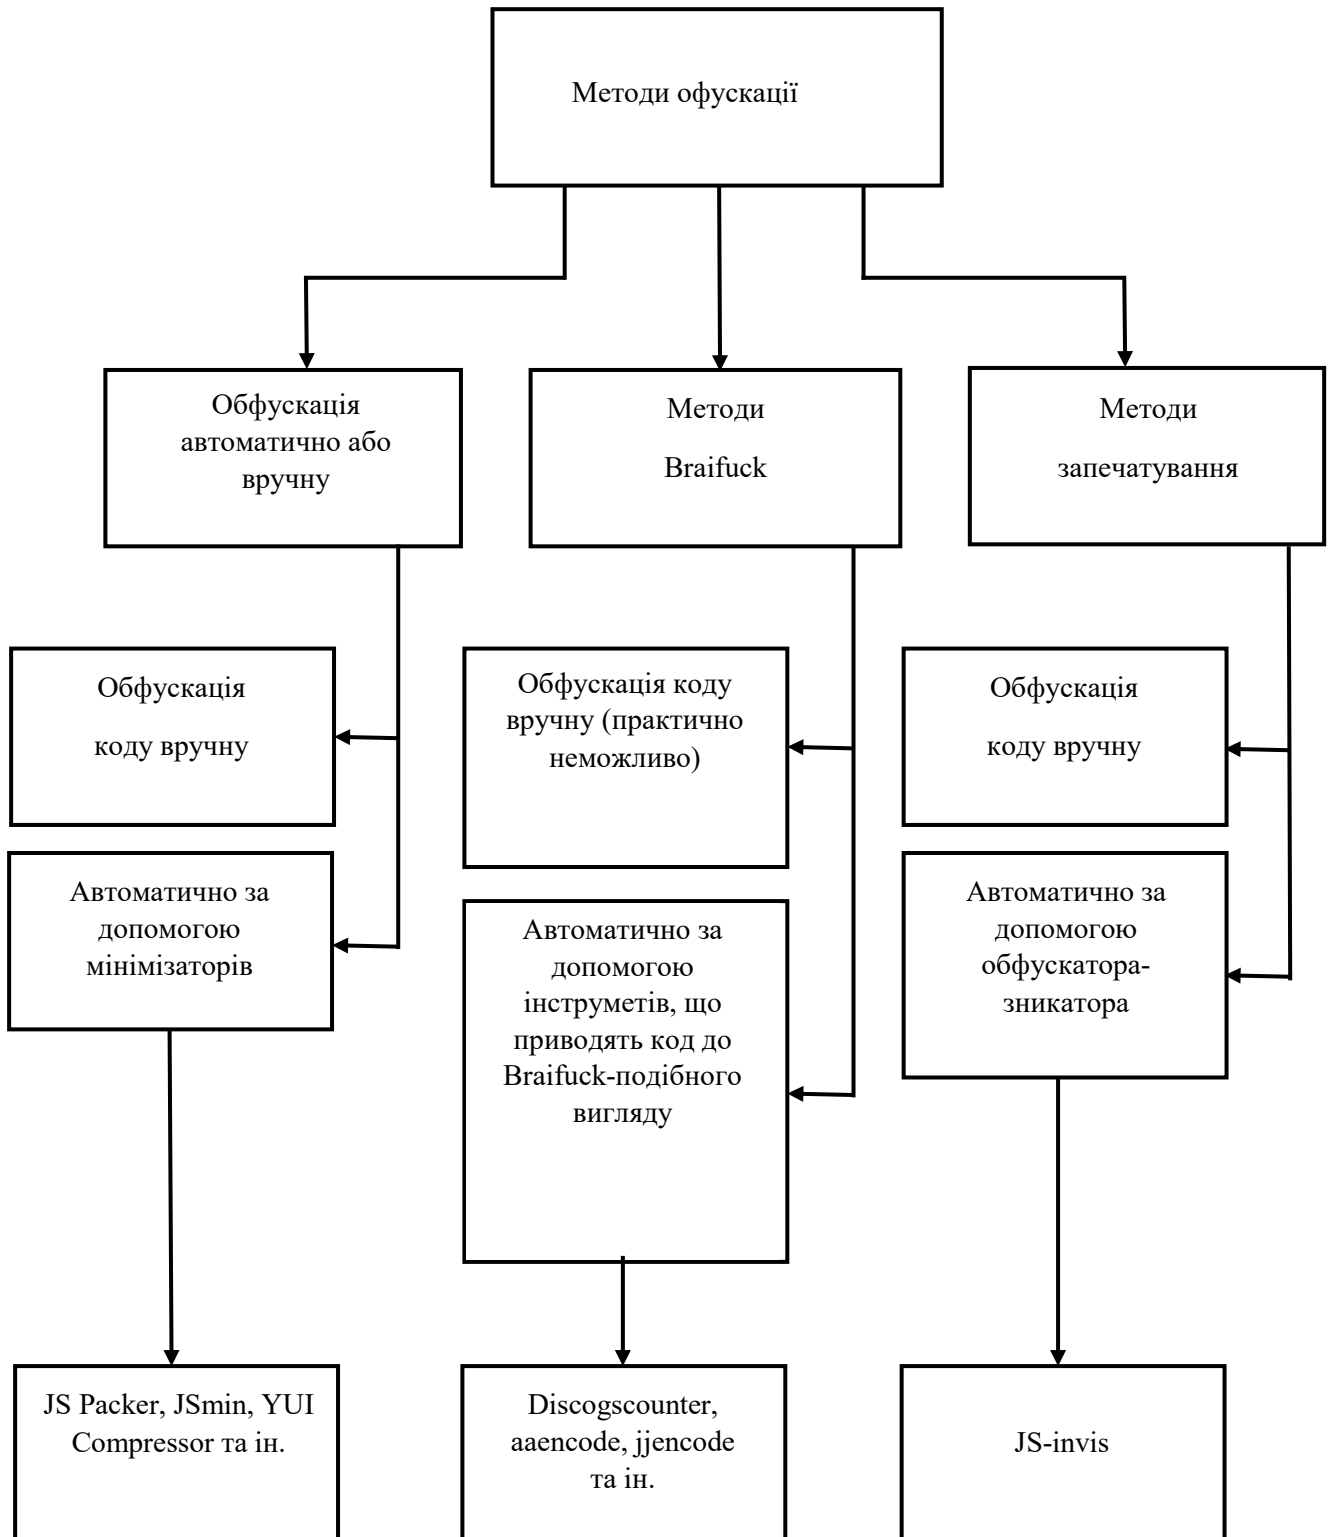 Методи офускації
Обфускація
автоматично або
вручну
Методи
Braifuck
Методи
запечатування
Обфускація
коду вручну
Обфускація коду
вручну (практично
неможливо)
Обфускація
коду вручну
Автоматично за
допомогою
мінімізаторів
Автоматично за
допомогою
інструметів, що
приводять код до
Braifuck-подібного
вигляду
Автоматично за
допомогою
обфускатора-
зникатора
JS Packer, JSmin, YUI
Compressor та ін.
Discogscounter,
aaencode, jjencode
та ін.
JS-invis